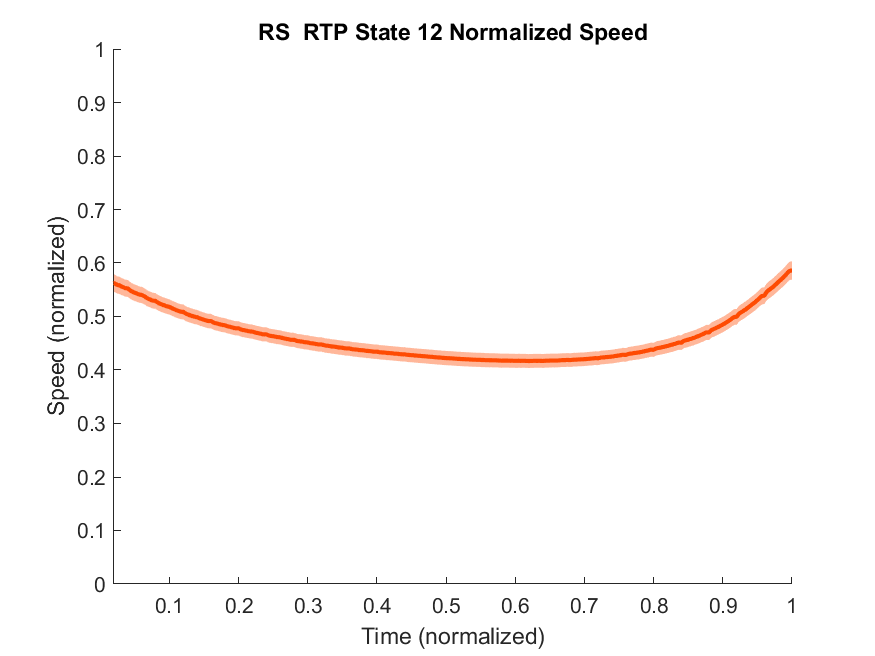 RS  RTP State 12 Normalized Speed
1
0.9
0.8
0.7
0.6
0.5
0.4
0.3
0.2
0.1
0
Speed (normalized)
0.1 0.2 0.3 0.4 0.5 0.6 0.7 0.8 0.9 1
Time (normalized)